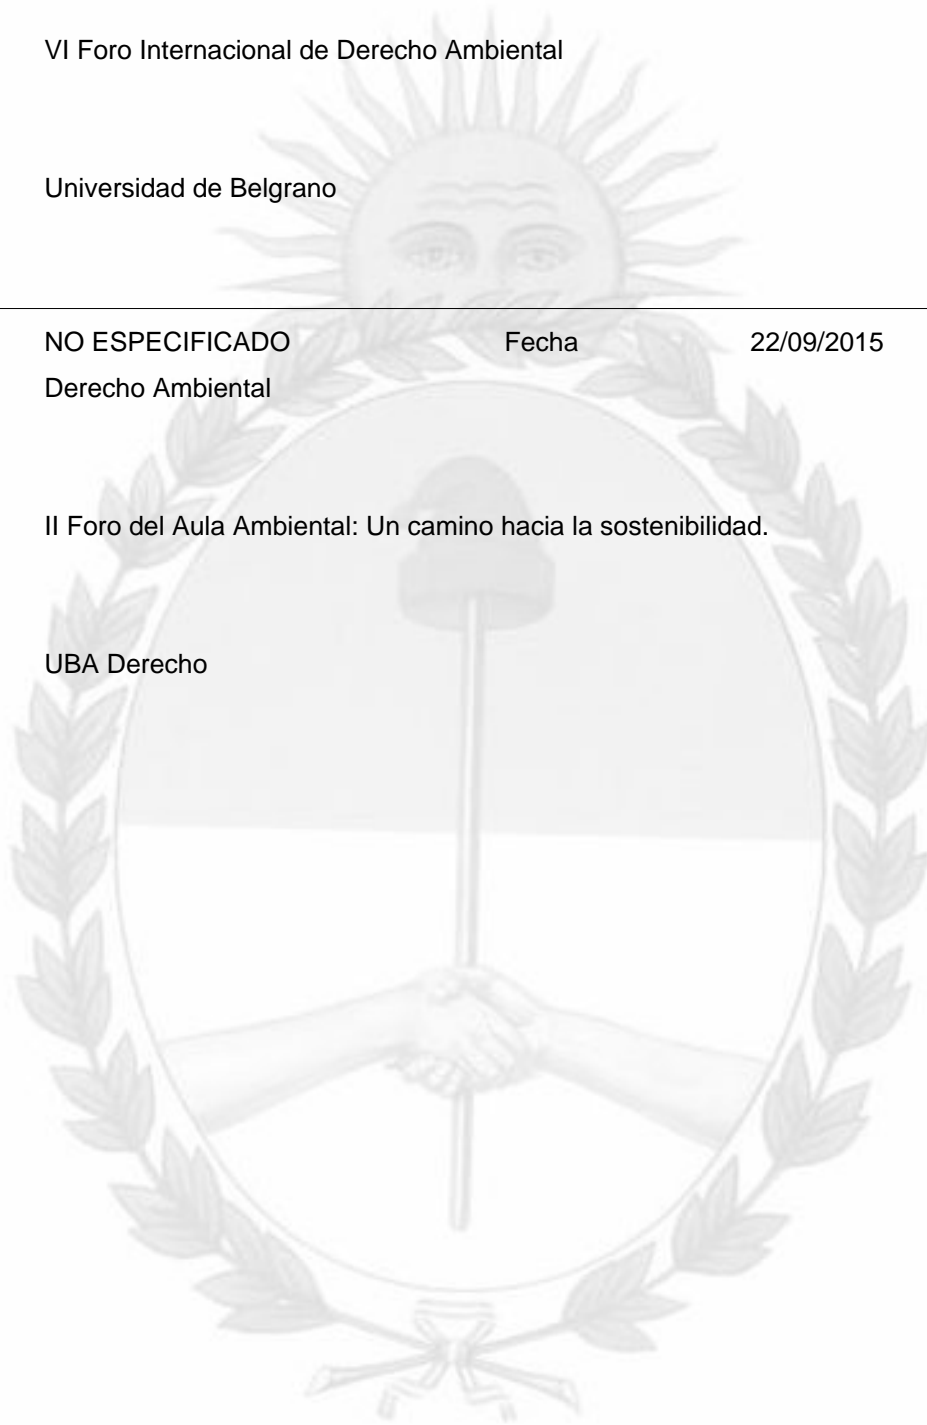 VI Foro Internacional de Derecho Ambiental
Universidad de Belgrano
NO ESPECIFICADO Fecha 22/09/2015
Derecho Ambiental
II Foro del Aula Ambiental: Un camino hacia la sostenibilidad.
UBA Derecho